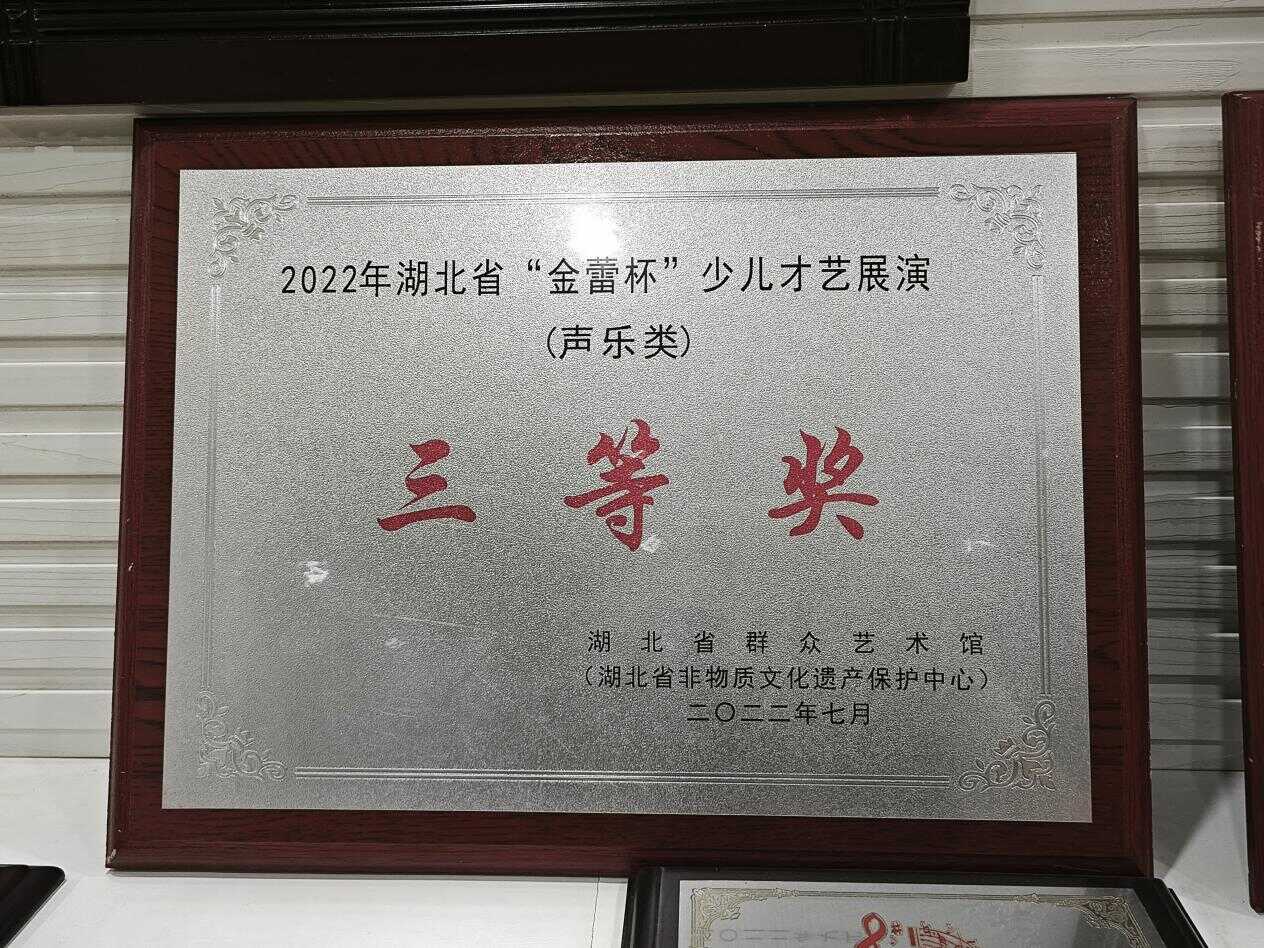 2022年湖北省“金蕾杯”少儿才艺展演
(声乐类)
三等奖
湖北省群众艺术馆
(湖北省非物质文化遗产保护中心)
二〇二二年七月